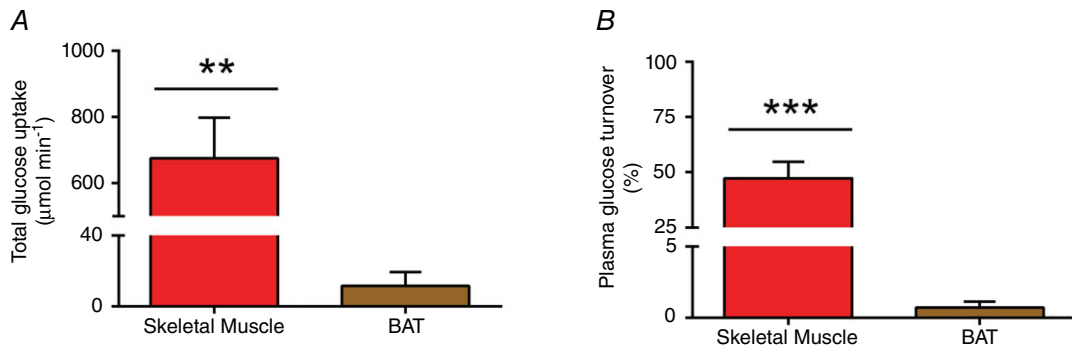 A
Total glucose uptake
(μmol min⁻¹)
1000
800
600
40
0
**
Skeletal Muscle
BAT
B
Plasma glucose turnover
(%)
100
75
50
25
5
0
***
Skeletal Muscle
BAT